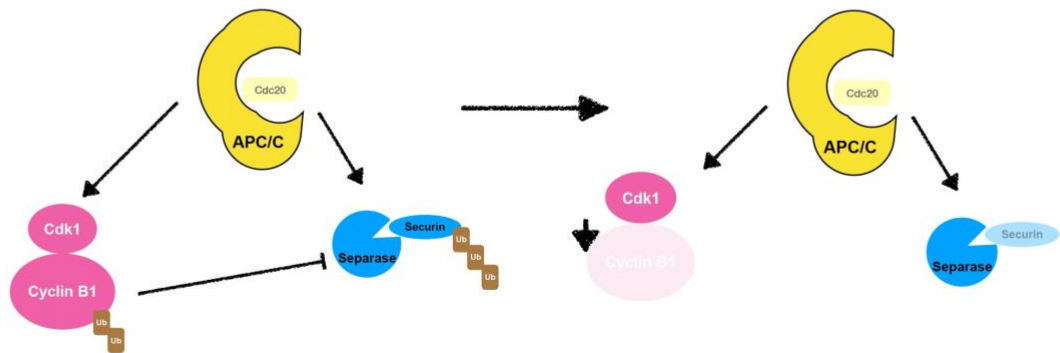 Cdc20
APC/C
Cdk1
Cyclin B1
Ub
Ub
Securin
Separase
Ub
Ub
Ub
Cdc20
APC/C
Cdk1
Cyclin B1
Securin
Separase